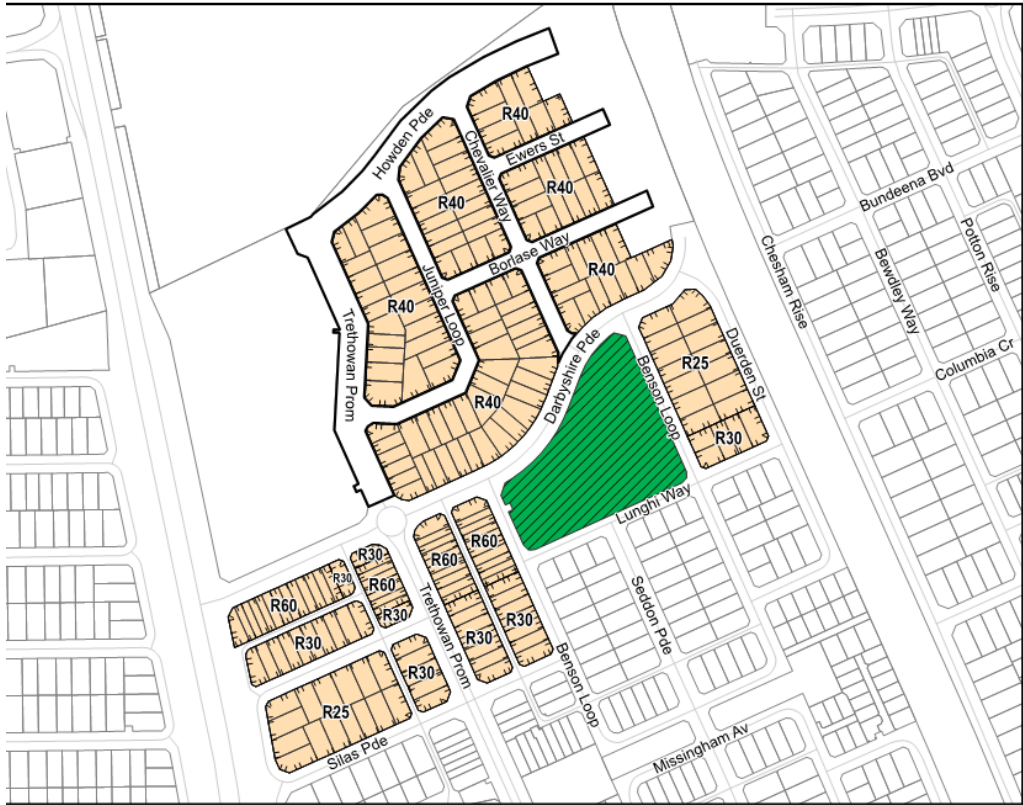 R40
Howden Pde
Chevalier Way
Ewers St
R40
R40
Bundeena Bvd
Potton Rise
Borlase Way
Juniper Loop
R40
Chesham Rise
Bewdley Way
R40
Trethowan Prom
Darbyshire Pde
Benson Loop
R25
Duerden St
Columbia Cr
R40
R30
Lunghi Way
R60
R30
R60
R30
R60
R60
Trethowan Prom
Seddon Pde
R30
R30
R30
R30
R30
Benson Loop
R25
Silas Pde
Missingham Av